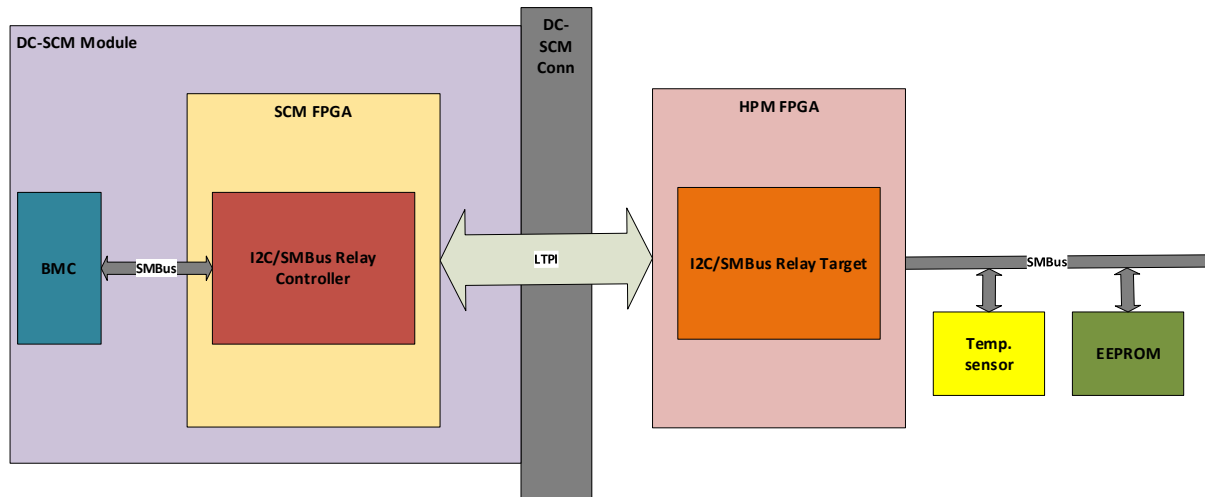 DC-SCM Module
DC-
SCM
Conn
SCM FPGA
HPM FPGA
BMC
SMBus
I2C/SMBus Relay
Controller
LTPI
I2C/SMBus Relay Target
SMBus
Temp.
sensor
EEPROM